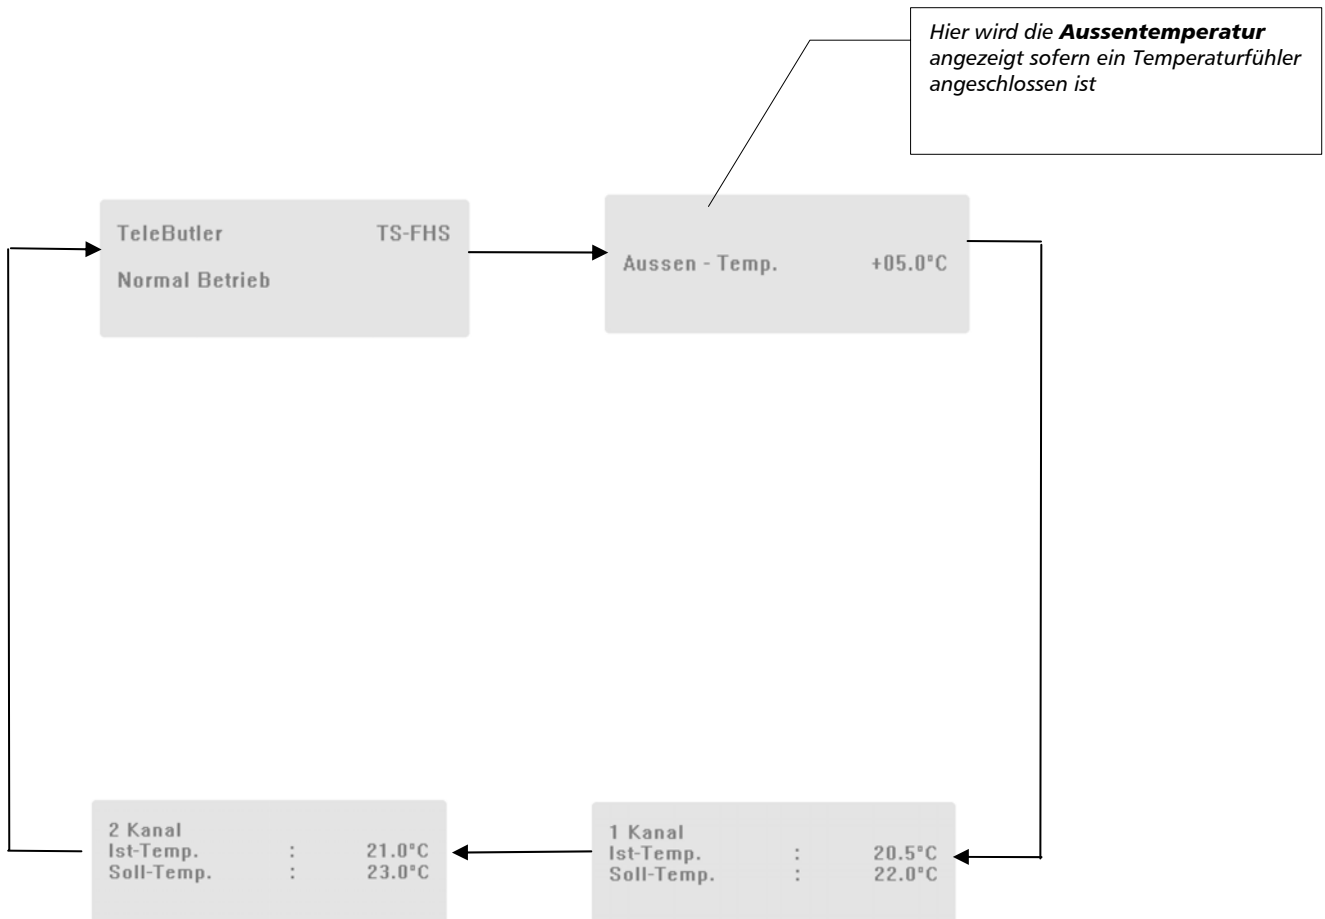 Hier wird die Aussentemperatur
angezeigt sofern ein Temperaturfühler
angeschlossen ist
TeleButler TS-FHS
Normal Betrieb
Aussen - Temp. +05.0°C
2 Kanal
Ist-Temp. : 21.0°C
Soll-Temp. : 23.0°C
1 Kanal
Ist-Temp. : 20.5°C
Soll-Temp. : 22.0°C